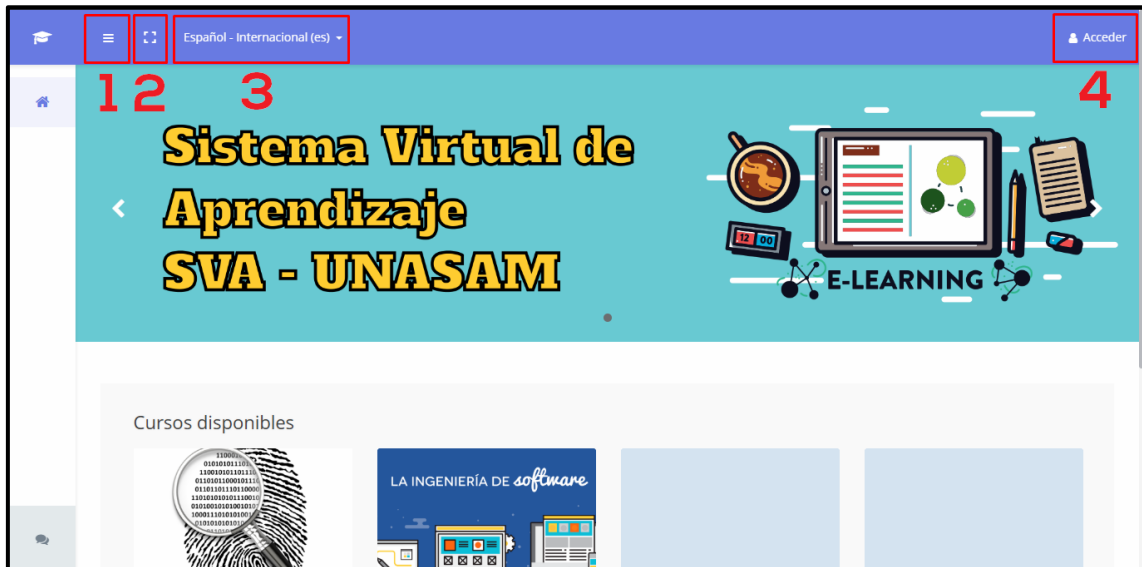 Español - Internacional (es)
Acceder
1
2
3
4
Sistema Virtual de
Aprendizaje
SVA - UNASAM
12 00
E-LEARNING
Cursos disponibles
LA INGENIERÍA DE software